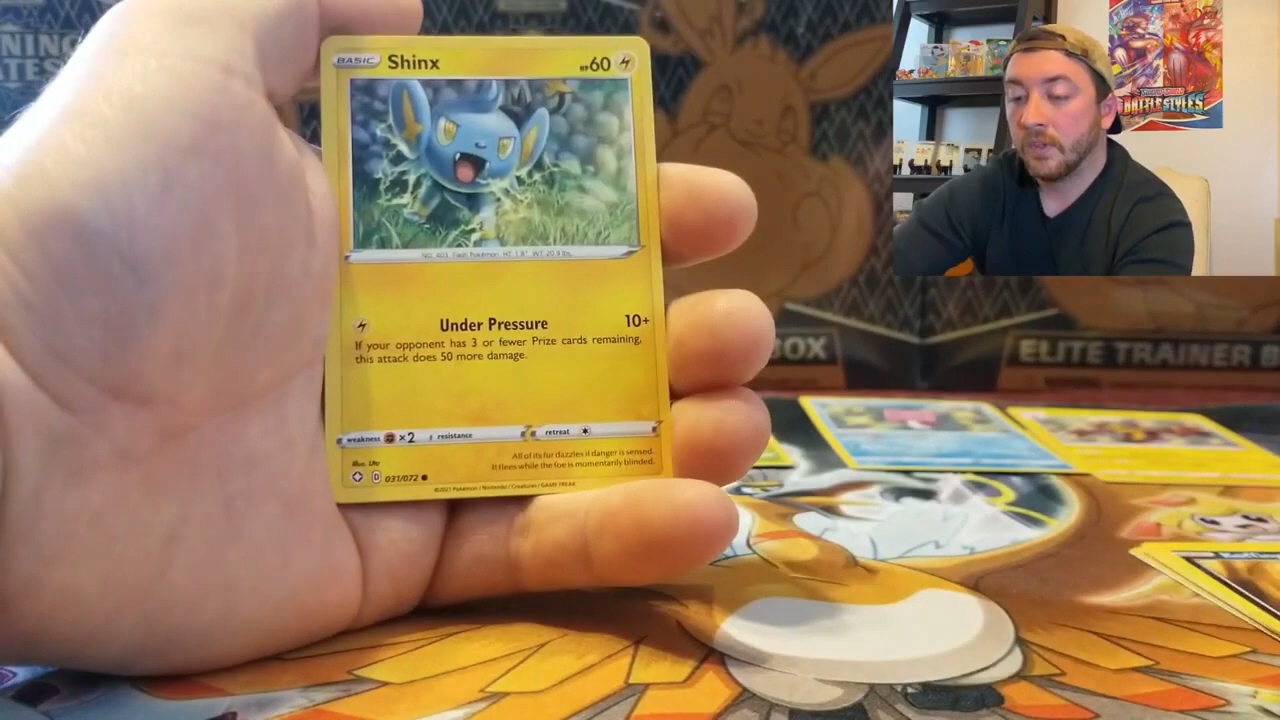 BASIC Shinx HP60
NO. 403 Flash Pokémon HT: 1'8" WT: 20.9 lbs.
Under Pressure 10+
If your opponent has 3 or fewer Prize cards remaining,
this attack does 50 more damage.
weakness ×2 resistance retreat
All of its fur dazzles if danger is sensed.
It flees while the foe is momentarily blinded.
Illus. Uta
D 031/072
©2021 Pokémon / Nintendo / Creatures / GAME FREAK
BATTLE STYLES
BOX
ELITE TRAINER B